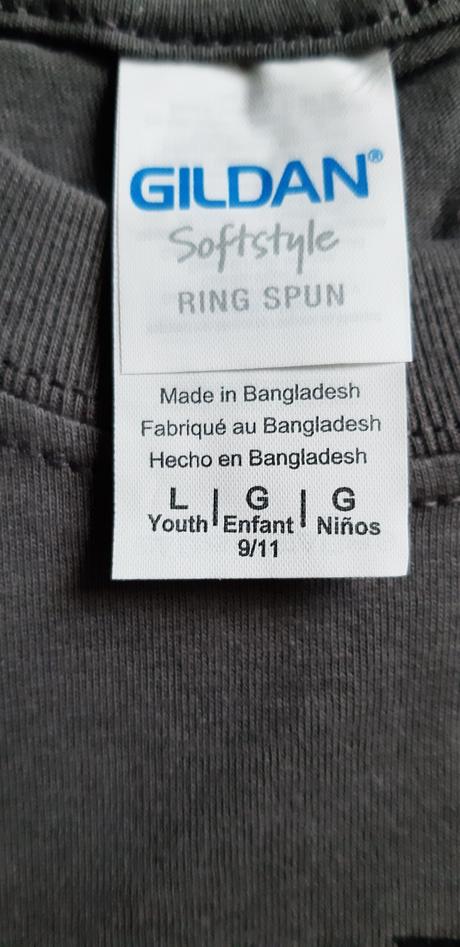 GILDAN®
Softstyle
RING SPUN
Made in Bangladesh
Fabriqué au Bangladesh
Hecho en Bangladesh
L | G | G
Youth Enfant Niños
9/11